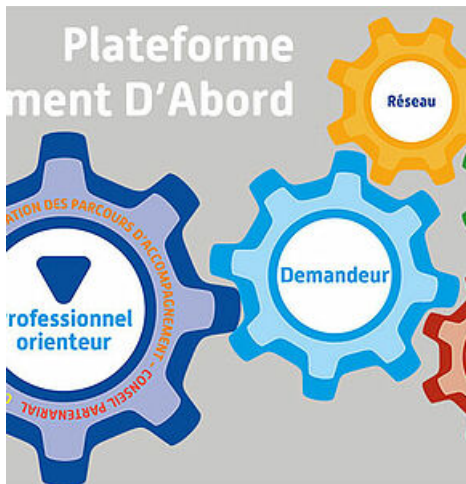 Plateforme
ment D'Abord
Réseau
ATION DES PARCOURS D'ACCOMPAGNEMENT - CONSEIL PARTENARIAL
Demandeur
rofessionnel
orienteur